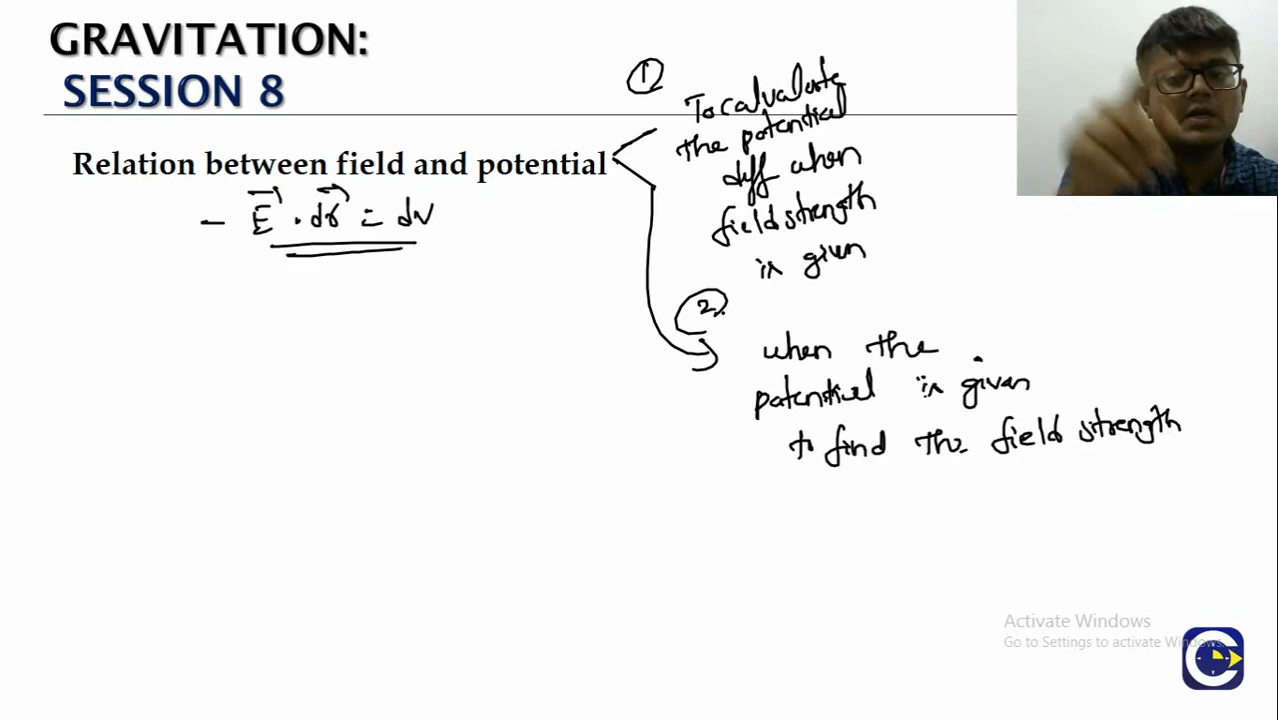 GRAVITATION:
SESSION 8
Relation between field and potential
- E⃗ . dr⃗ = dV
1
To calvalate
the potential
diff when
field strength
is given
2.
when the
potential is given
to find the field strength
Activate Windows
Go to Settings to activate Windows.